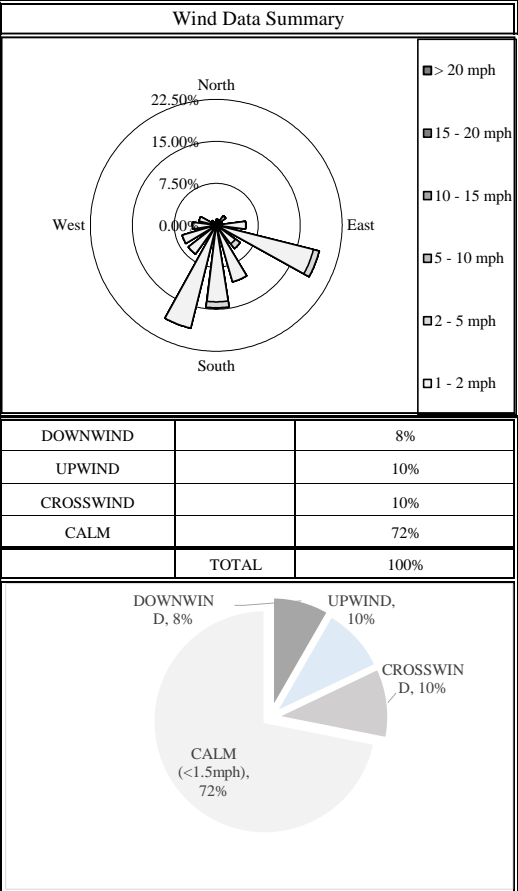 Wind Data Summary
North
22.50%
15.00%
7.50%
West
0.00%
East
South
> 20 mph
15 - 20 mph
10 - 15 mph
5 - 10 mph
2 - 5 mph
1 - 2 mph
DOWNWIND 8%
UPWIND 10%
CROSSWIND 10%
CALM 72%
TOTAL 100%
DOWNWIN
D, 8%
UPWIND,
10%
CROSSWIN
D, 10%
CALM
(<1.5mph),
72%